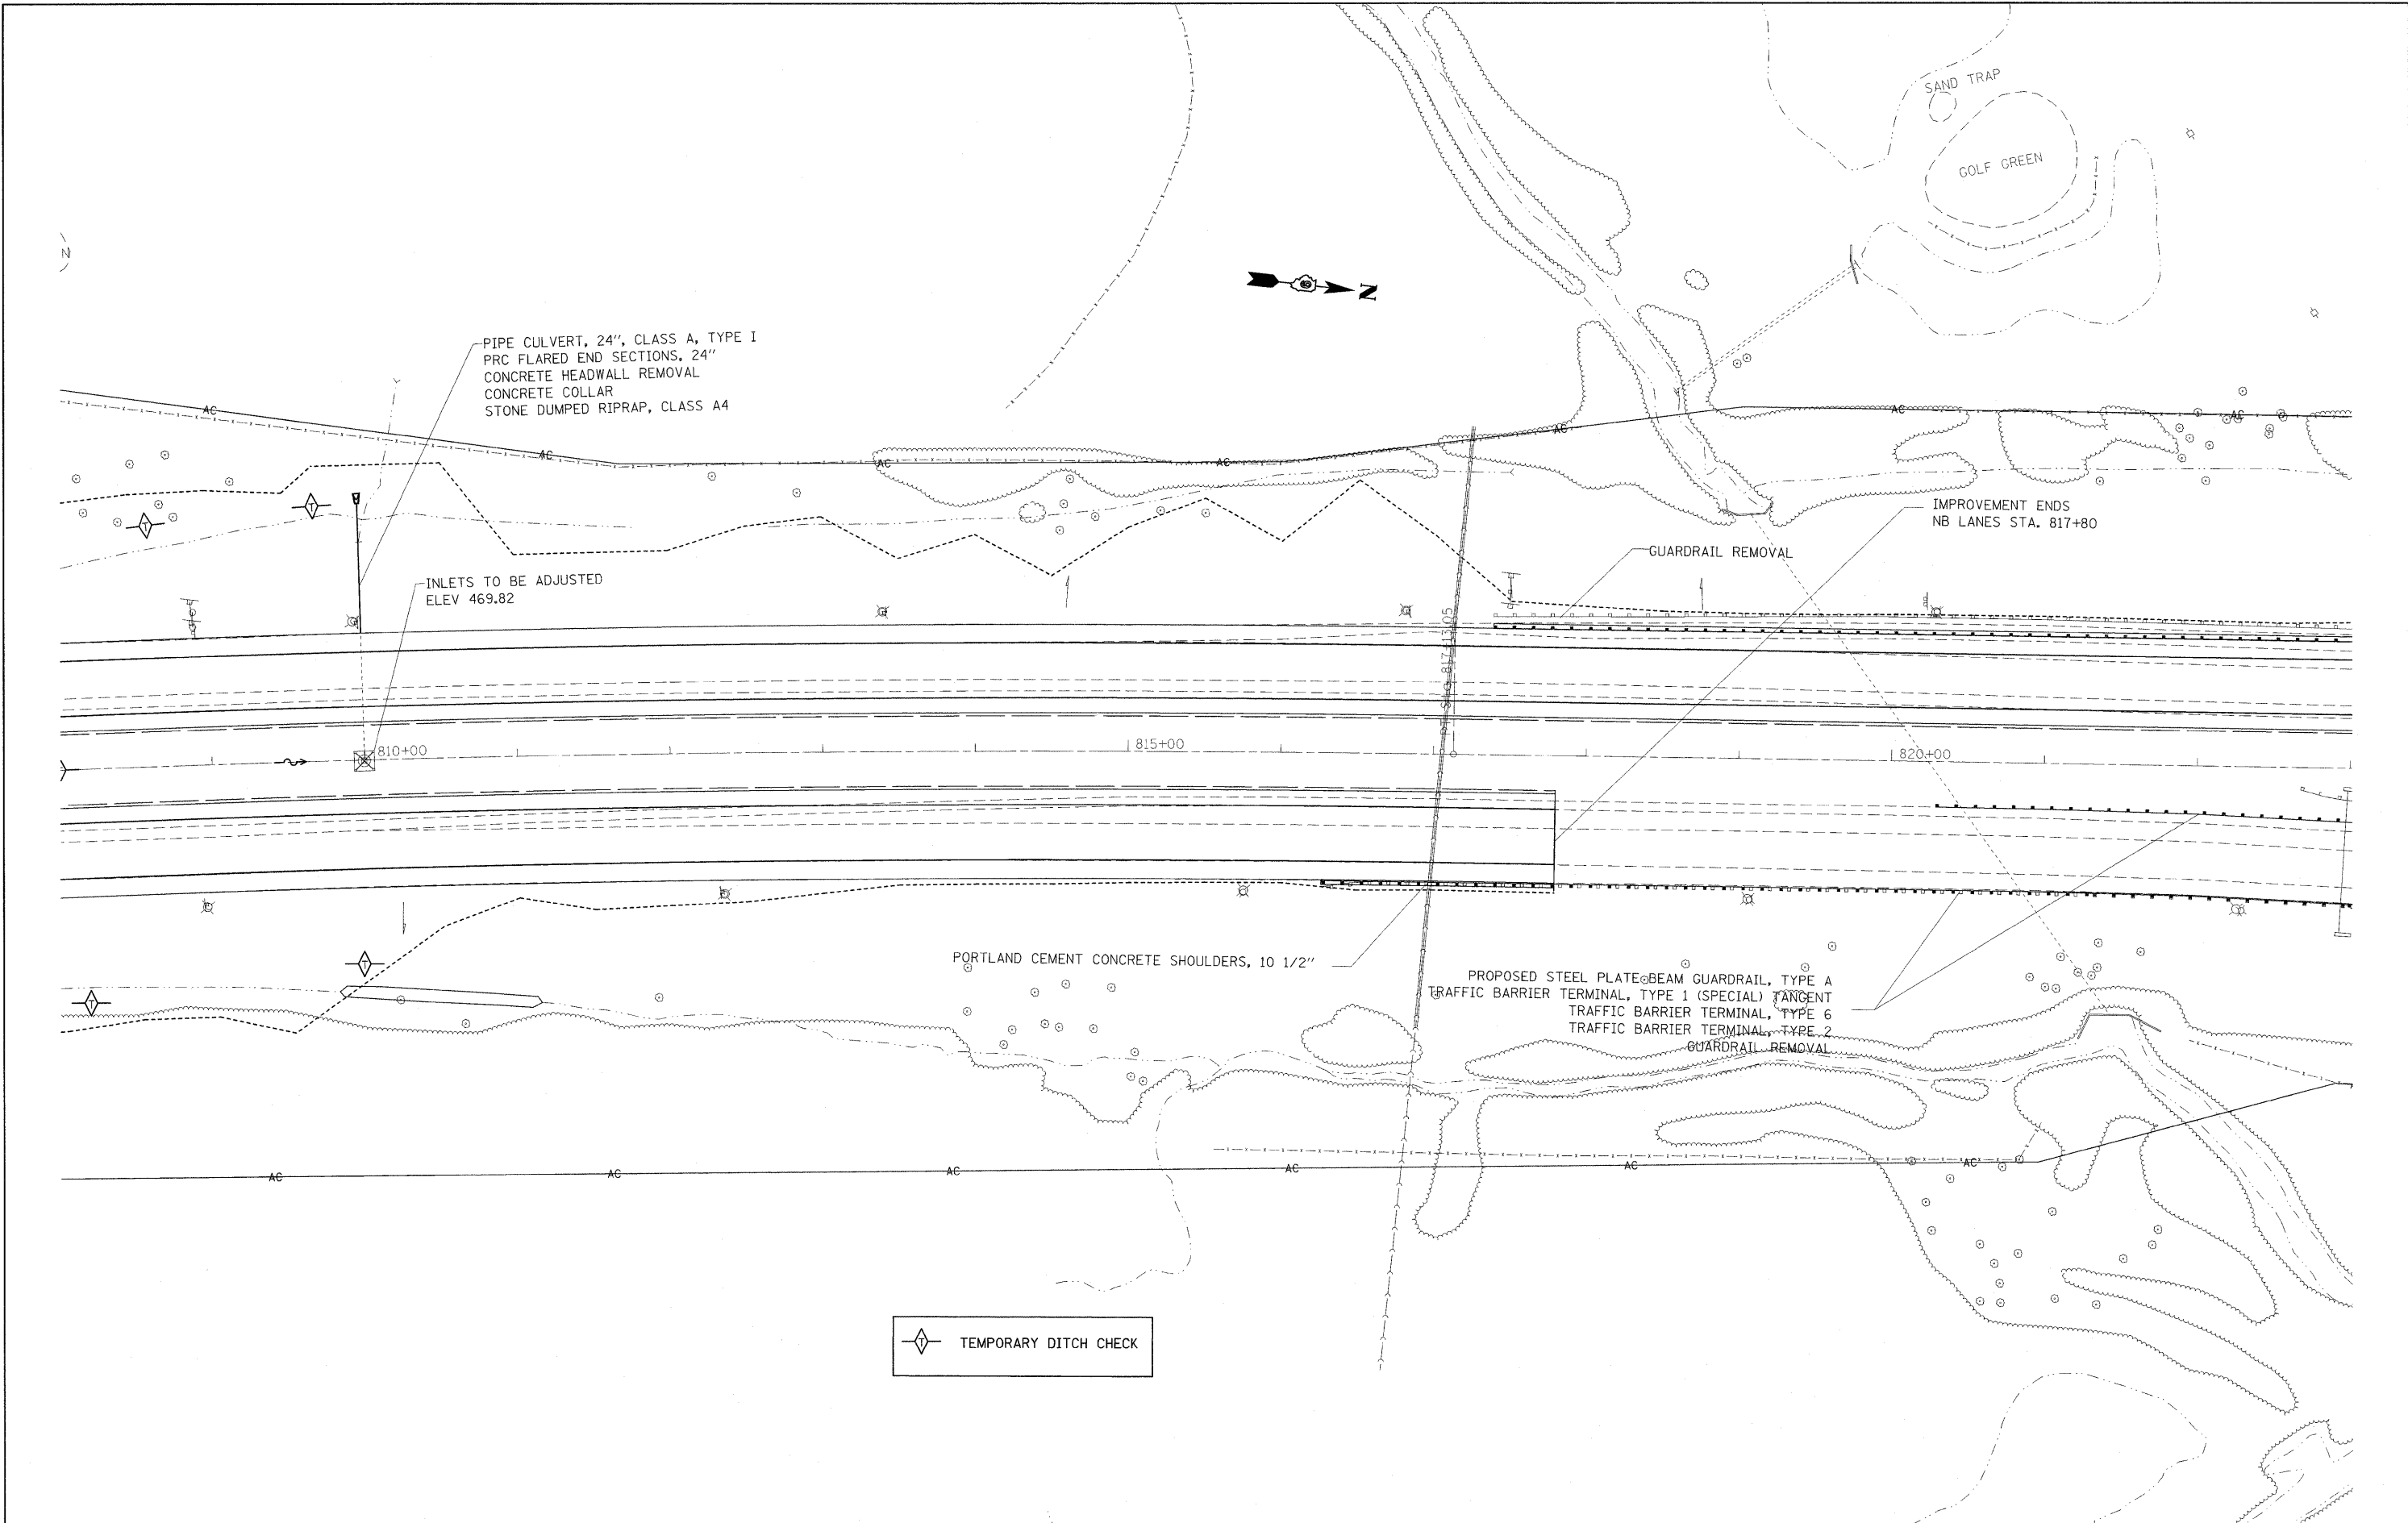 SAND TRAP
GOLF GREEN
N
N
PIPE CULVERT, 24", CLASS A, TYPE I
PRC FLARED END SECTIONS, 24"
CONCRETE HEADWALL REMOVAL
CONCRETE COLLAR
STONE DUMPED RIPRAP, CLASS A4
AC
AC
AC
AC
AC
AC
AC
T
T
IMPROVEMENT ENDS
NB LANES STA. 817+80
GUARDRAIL REMOVAL
INLETS TO BE ADJUSTED
ELEV 469.82
810+00
815+00
820+00
PORTLAND CEMENT CONCRETE SHOULDERS, 10 1/2"
T
T
PROPOSED STEEL PLATE BEAM GUARDRAIL, TYPE A
TRAFFIC BARRIER TERMINAL, TYPE 1 (SPECIAL) TANGENT
TRAFFIC BARRIER TERMINAL, TYPE 6
TRAFFIC BARRIER TERMINAL, TYPE 2
GUARDRAIL REMOVAL
AC
AC
AC
AC
AC
AC
T TEMPORARY DITCH CHECK